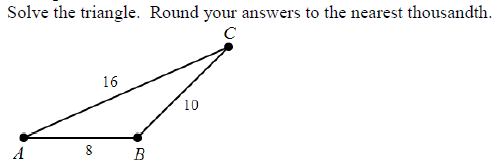 Solve the triangle. Round your answers to the nearest thousandth.
C
16
10
A
8
B